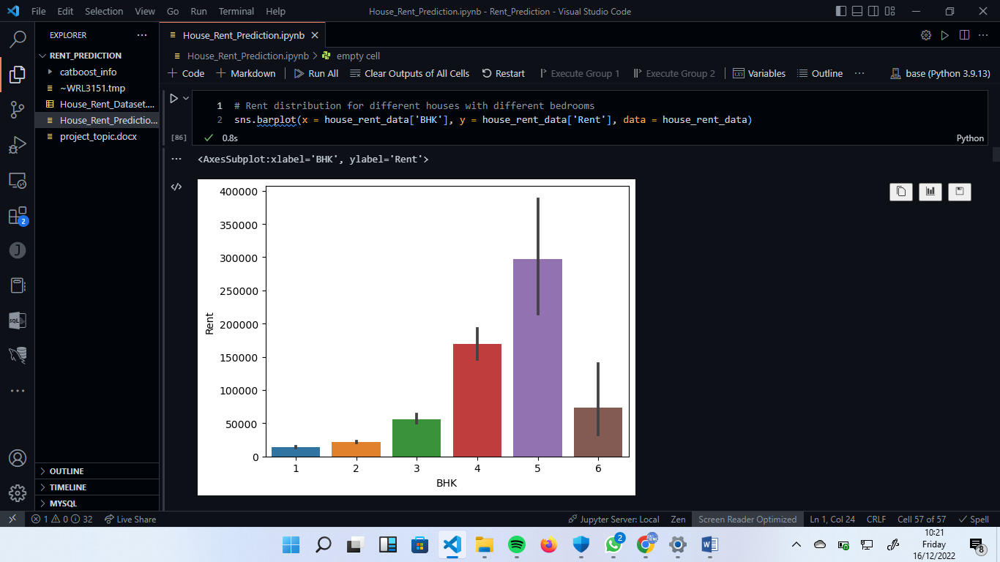 File Edit Selection View Go Run Terminal Help
House_Rent_Prediction.ipynb - Rent_Prediction - Visual Studio Code
EXPLORER
RENT_PREDICTION
catboost_info
~WRL3151.tmp
House_Rent_Dataset....
House_Rent_Predictio...
project_topic.docx
OUTLINE
TIMELINE
MYSQL
2
J
SQL
House_Rent_Prediction.ipynb
House_Rent_Prediction.ipynb > empty cell
+ Code + Markdown Run All Clear Outputs of All Cells Restart Execute Group 1 Execute Group 2 Variables Outline ... base (Python 3.9.13)
1 # Rent distribution for different houses with different bedrooms
2 sns.barplot(x = house_rent_data['BHK'], y = house_rent_data['Rent'], data = house_rent_data)
[86] 0.8s Python
<AxesSubplot:xlabel='BHK', ylabel='Rent'>
400000
350000
300000
250000
200000
150000
100000
50000
0
Rent
1 2 3 4 5 6
BHK
1 0 32 Live Share Jupyter Server: Local Zen Screen Reader Optimized Ln 1, Col 24 CRLF Cell 57 of 57 Spell
2
10:21
Friday
16/12/2022
8